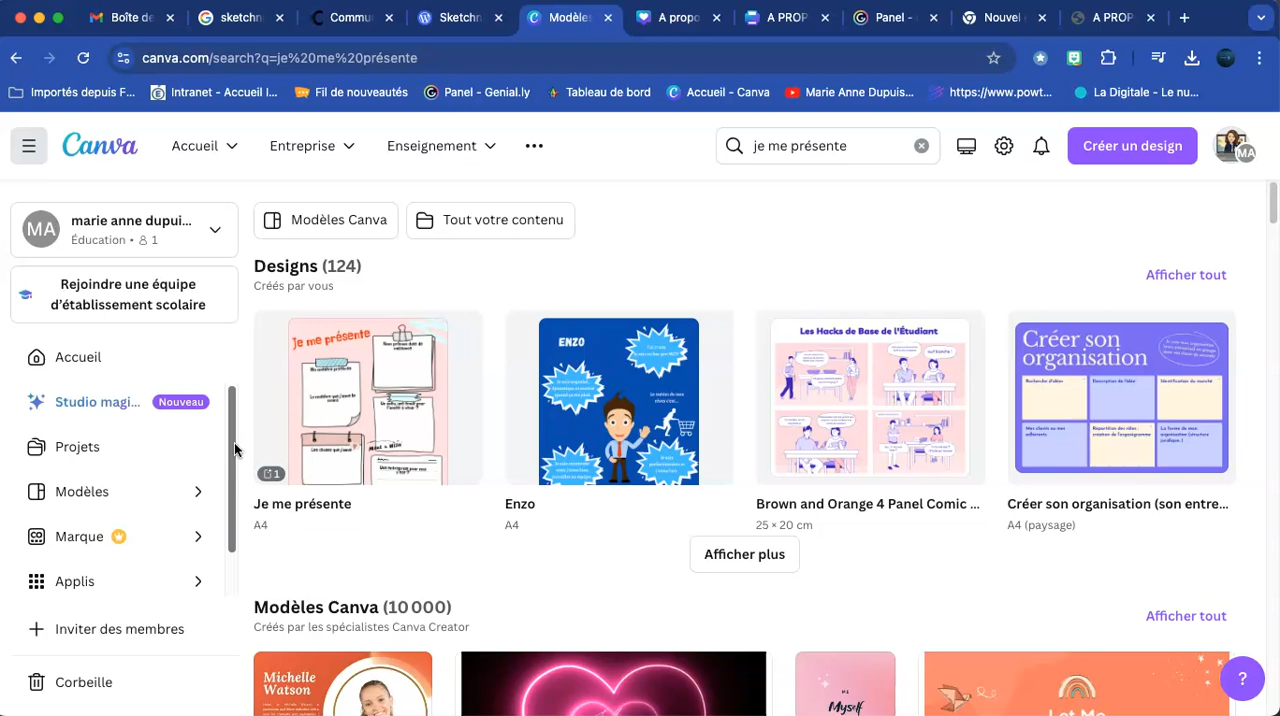 Boîte de
sketchn
Commu
Sketchn
Modèles
A propo
A PROP
Panel -
Nouvel
A PROP
canva.com/search?q=je%20me%20présente
Importés depuis F...
Intranet - Accueil I...
Fil de nouveautés
Panel - Genial.ly
Tableau de bord
Accueil - Canva
Marie Anne Dupuis...
https://www.powt...
La Digitale - Le nu...
Canva
Accueil
Entreprise
Enseignement
je me présente
Créer un design
MA
MA
marie anne dupui...
Éducation • 1
Rejoindre une équipe
d'établissement scolaire
Accueil
Studio magi...
Nouveau
Projets
Modèles
Marque
Applis
Inviter des membres
Corbeille
Modèles Canva
Tout votre contenu
Designs (124)
Créés par vous
Afficher tout
Je me présente
1
ENZO
Les Hacks de Base de l'Étudiant
Créer son
organisation
Je me présente
A4
Enzo
A4
Brown and Orange 4 Panel Comic ...
25 × 20 cm
Créer son organisation (son entre...
A4 (paysage)
Afficher plus
Modèles Canva (10 000)
Créés par les spécialistes Canva Creator
Afficher tout
Michelle
Watson
Myself
Let Me
?